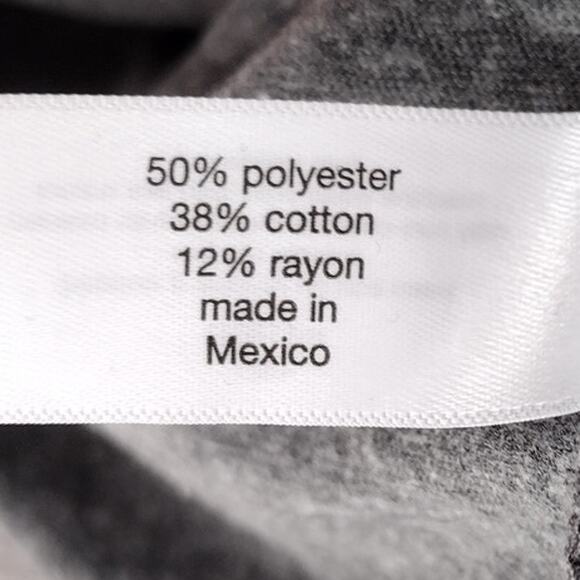 50% polyester
38% cotton
12% rayon
made in
Mexico